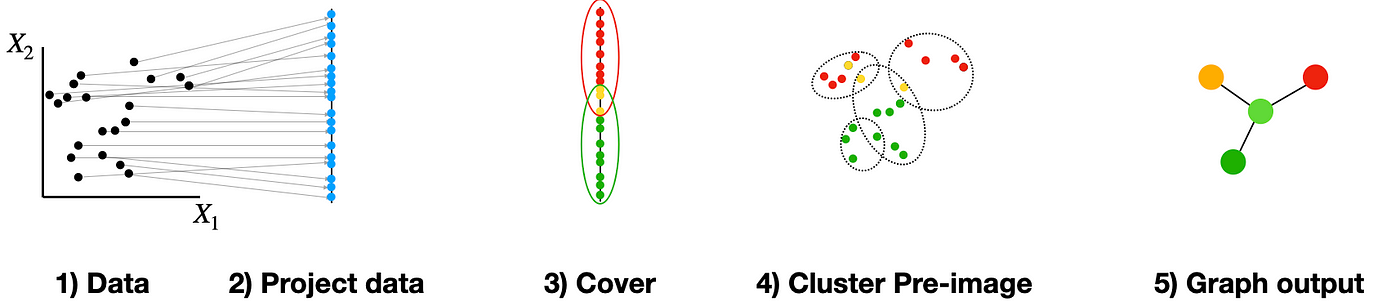 X₂
X₁
1) Data
2) Project data
3) Cover
4) Cluster Pre-image
5) Graph output